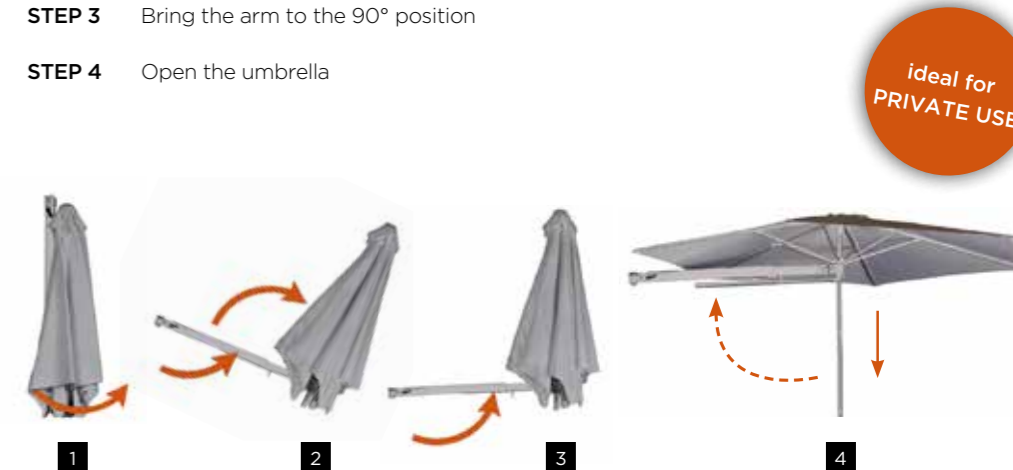 STEP 3 Bring the arm to the 90° position
STEP 4 Open the umbrella
ideal for
PRIVATE USE
1
2
3
4